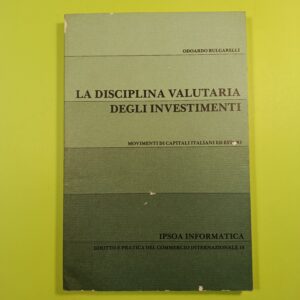 ODOARDO BULGARELLI
LA DISCIPLINA VALUTARIA
DEGLI INVESTIMENTI
MOVIMENTI DI CAPITALI ITALIANI ED ESTERI
IPSOA INFORMATICA
DIRITTO E PRATICA DEL COMMERCIO INTERNAZIONALE